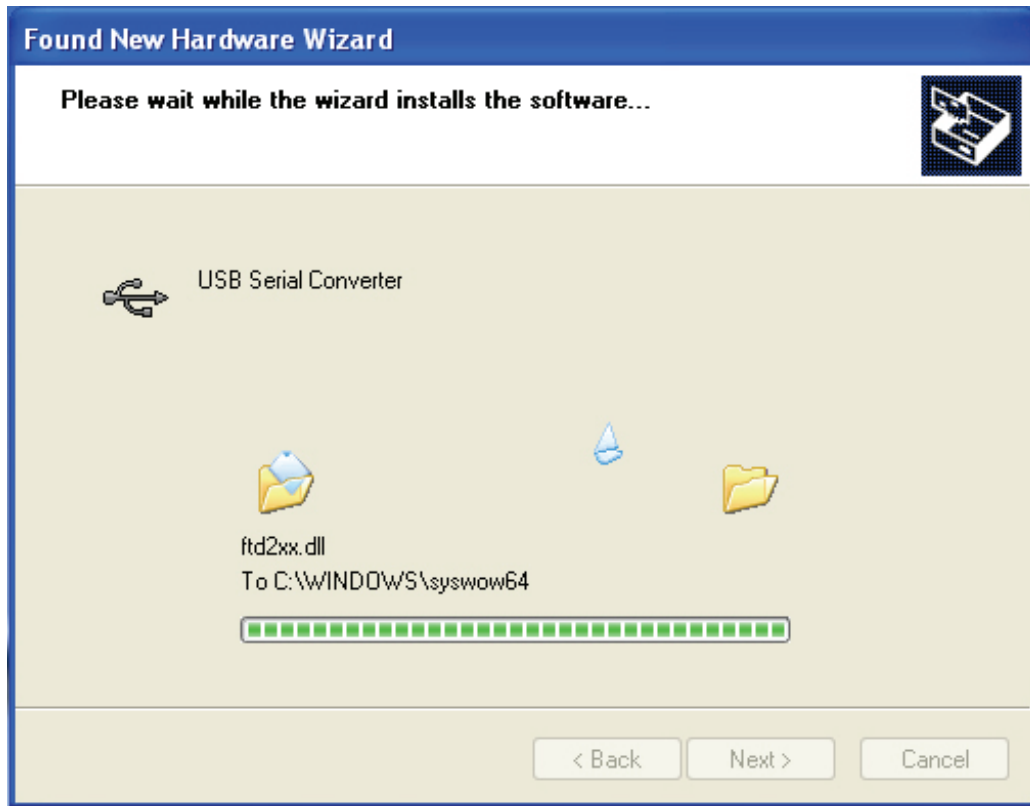 Found New Hardware Wizard
Please wait while the wizard installs the software...
USB Serial Converter
ftd2xx.dll
To C:\WINDOWS\syswow64
< Back
Next >
Cancel